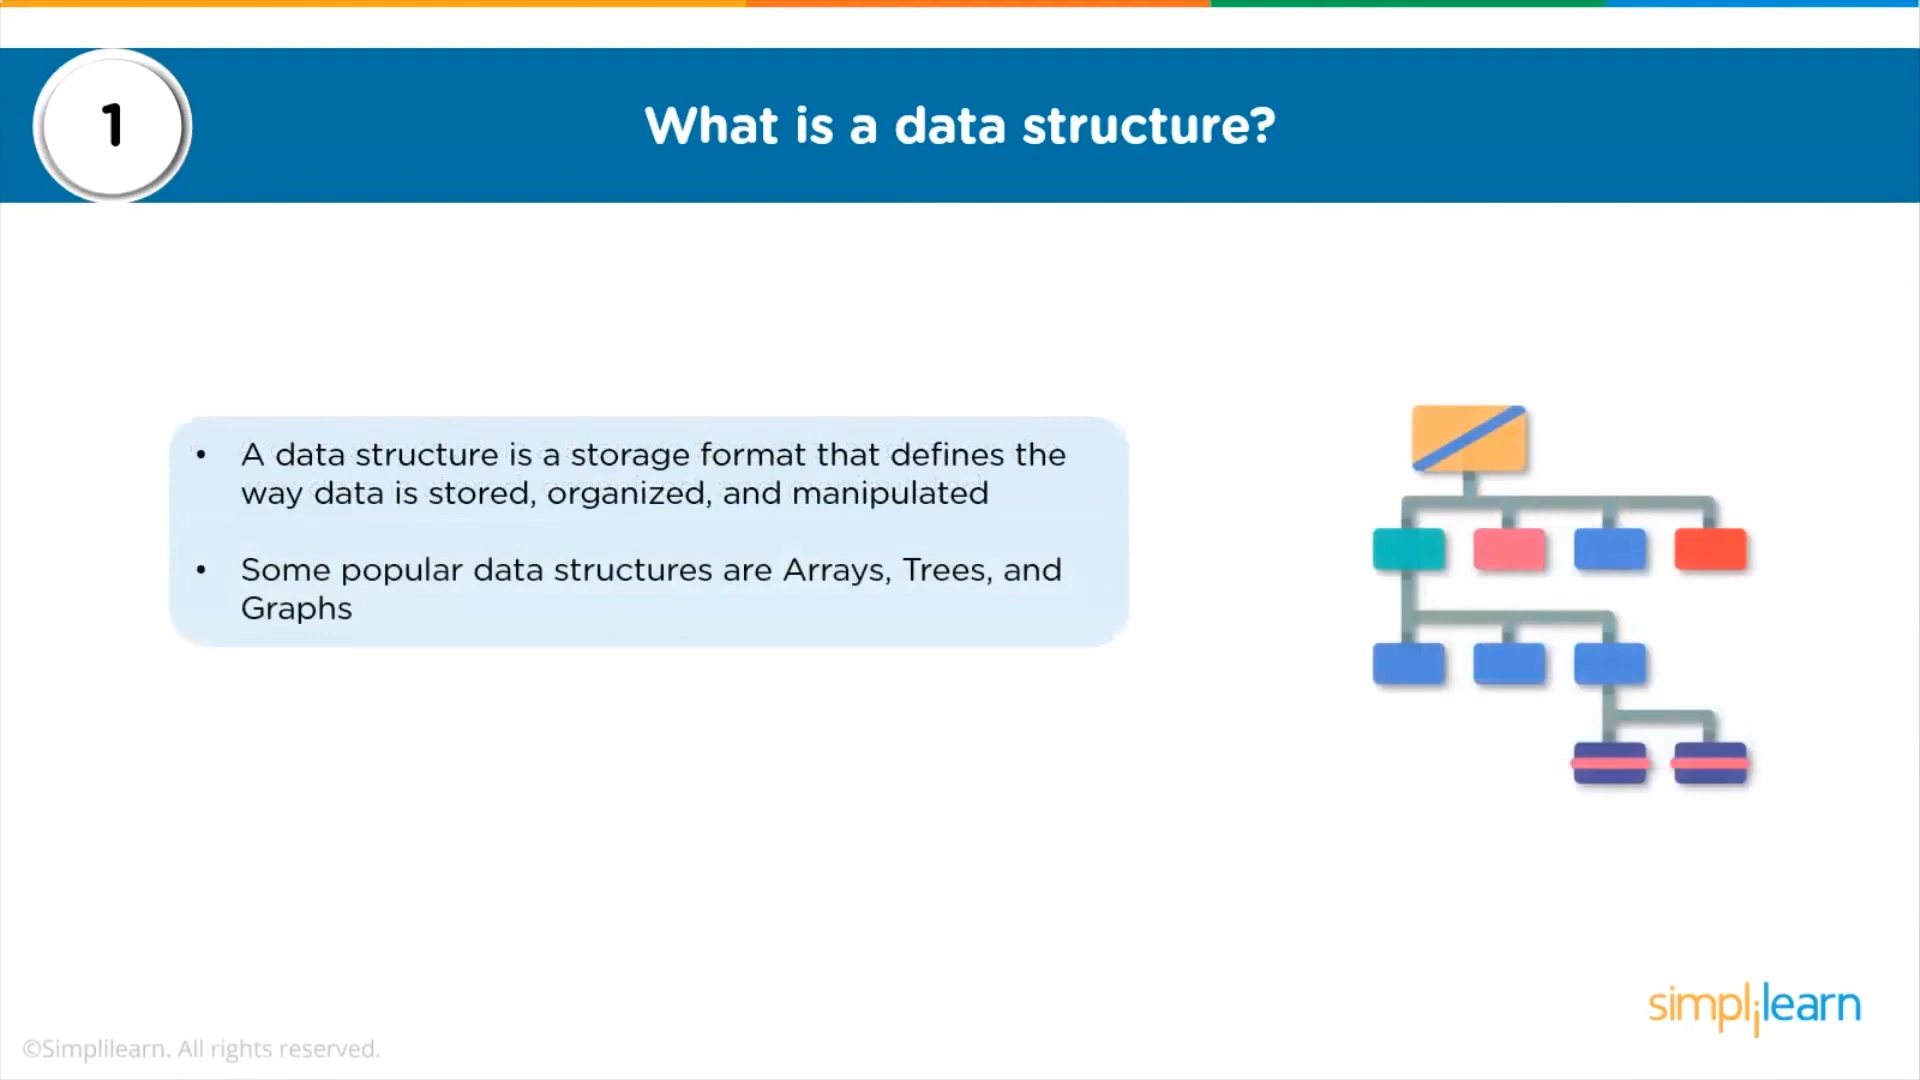 1
What is a data structure?
• A data structure is a storage format that defines the
way data is stored, organized, and manipulated
• Some popular data structures are Arrays, Trees, and
Graphs
simplilearn
©Simplilearn. All rights reserved.